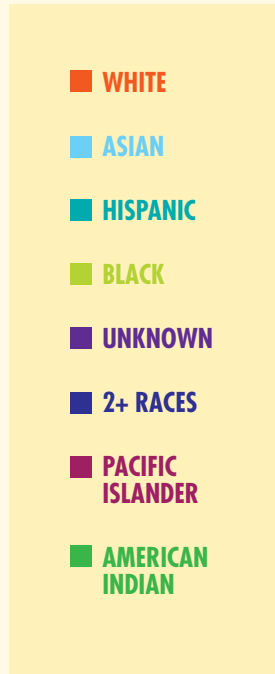 WHITE
ASIAN
HISPANIC
BLACK
UNKNOWN
2+ RACES
PACIFIC
ISLANDER
AMERICAN
INDIAN